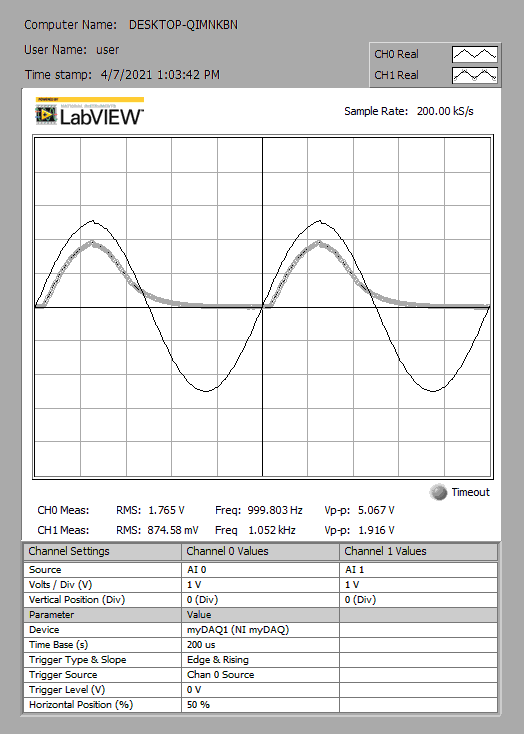 Computer Name: DESKTOP-QIMNKBN
User Name: user
Time stamp: 4/7/2021 1:03:42 PM
CH0 Real
CH1 Real
POWERED BY
NATIONAL INSTRUMENTS
LabVIEW™
Sample Rate: 200.00 kS/s
Timeout
CH0 Meas: RMS: 1.765 V Freq: 999.803 Hz Vp-p: 5.067 V
CH1 Meas: RMS: 874.58 mV Freq 1.052 kHz Vp-p: 1.916 V
Channel Settings Channel 0 Values Channel 1 Values
Source AI 0 AI 1
Volts / Div (V) 1 V 1 V
Vertical Position (Div) 0 (Div) 0 (Div)
Parameter Value
Device myDAQ1 (NI myDAQ)
Time Base (s) 200 us
Trigger Type & Slope Edge & Rising
Trigger Source Chan 0 Source
Trigger Level (V) 0 V
Horizontal Position (%) 50 %